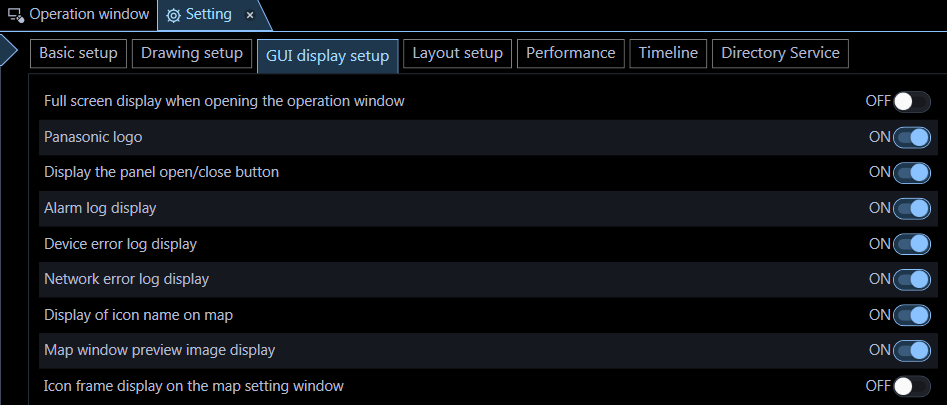 Operation window Setting ×
Basic setup Drawing setup GUI display setup Layout setup Performance Timeline Directory Service
Full screen display when opening the operation window OFF
Panasonic logo ON
Display the panel open/close button ON
Alarm log display ON
Device error log display ON
Network error log display ON
Display of icon name on map ON
Map window preview image display ON
Icon frame display on the map setting window OFF